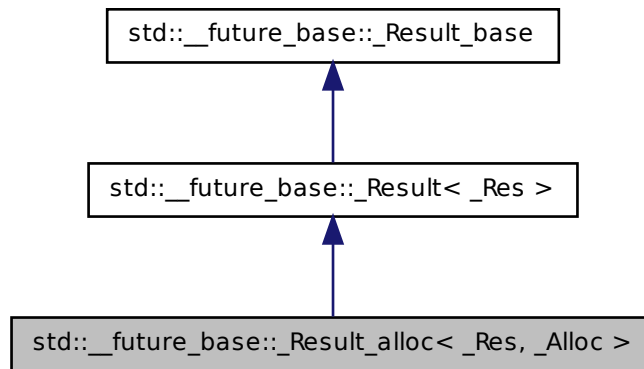 std::__future_base::_Result_base
std::__future_base::_Result< _Res >
std::__future_base::_Result_alloc< _Res, _Alloc >